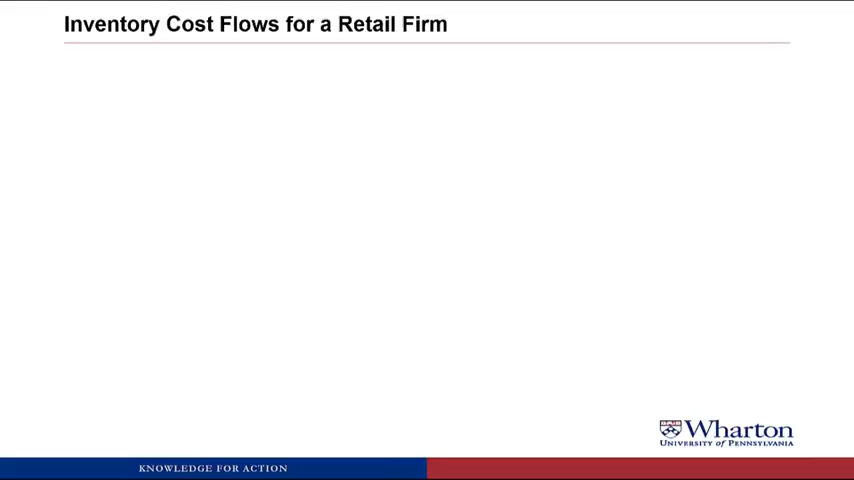 Inventory Cost Flows for a Retail Firm
Wharton
UNIVERSITY of PENNSYLVANIA
KNOWLEDGE FOR ACTION